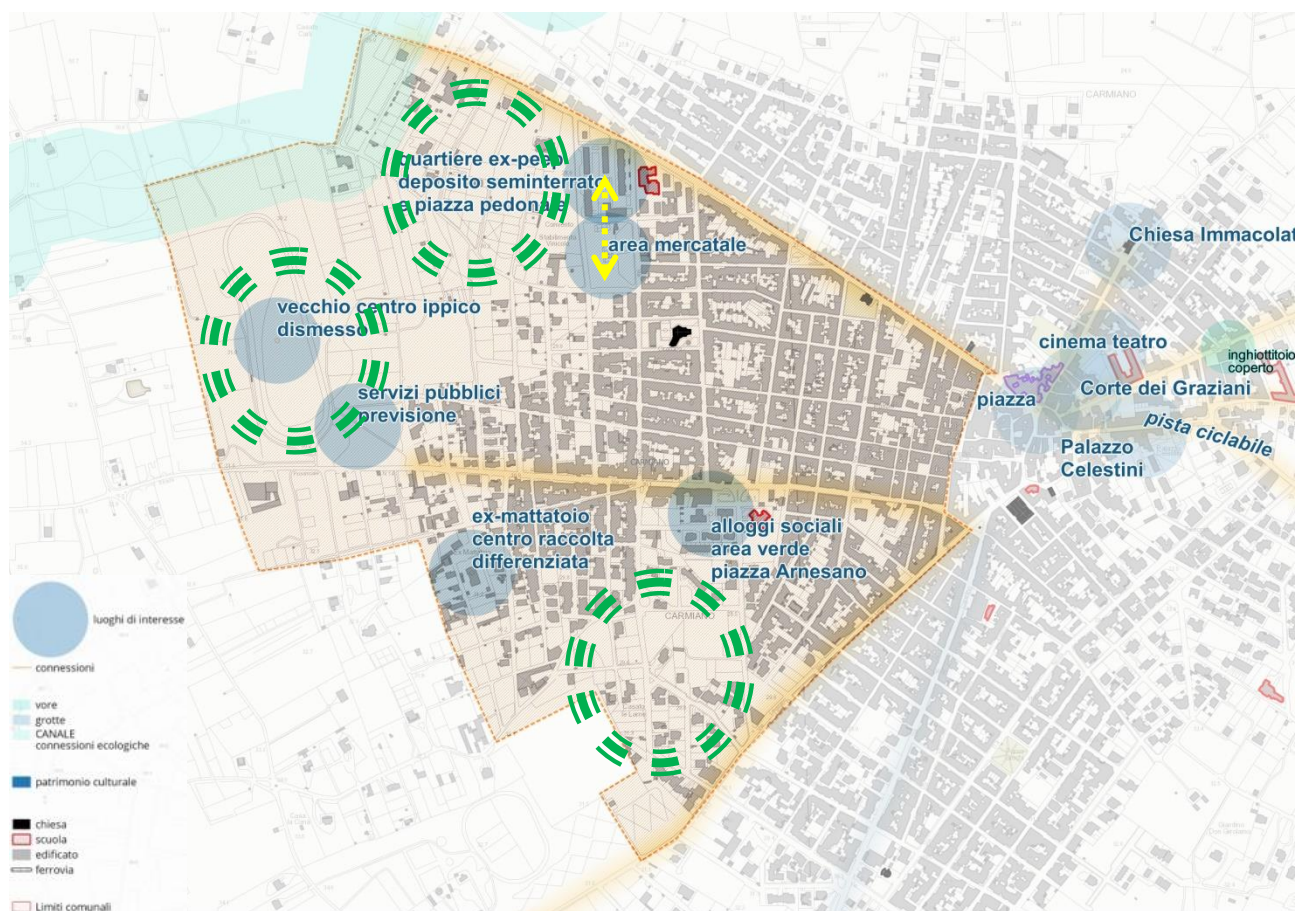 CARMIANO
quartiere ex-peep
deposito seminterrato
e piazza pedonale
area mercatale
Chiesa Immacolat
vecchio centro ippico
dismesso
cinema teatro
inghiottitoio
coperto
Corte dei Graziani
piazza
servizi pubblici
previsione
pista ciclabile
Palazzo
Celestini
CARMIANO
ex-mattatoio
centro raccolta
differenziata
alloggi sociali
area verde
piazza Arnesano
CARMIANO
luoghi di interesse
connessioni
vore
grotte
CANALE
connessioni ecologiche
patrimonio culturale
chiesa
scuola
edificato
ferrovia
Limiti comunali